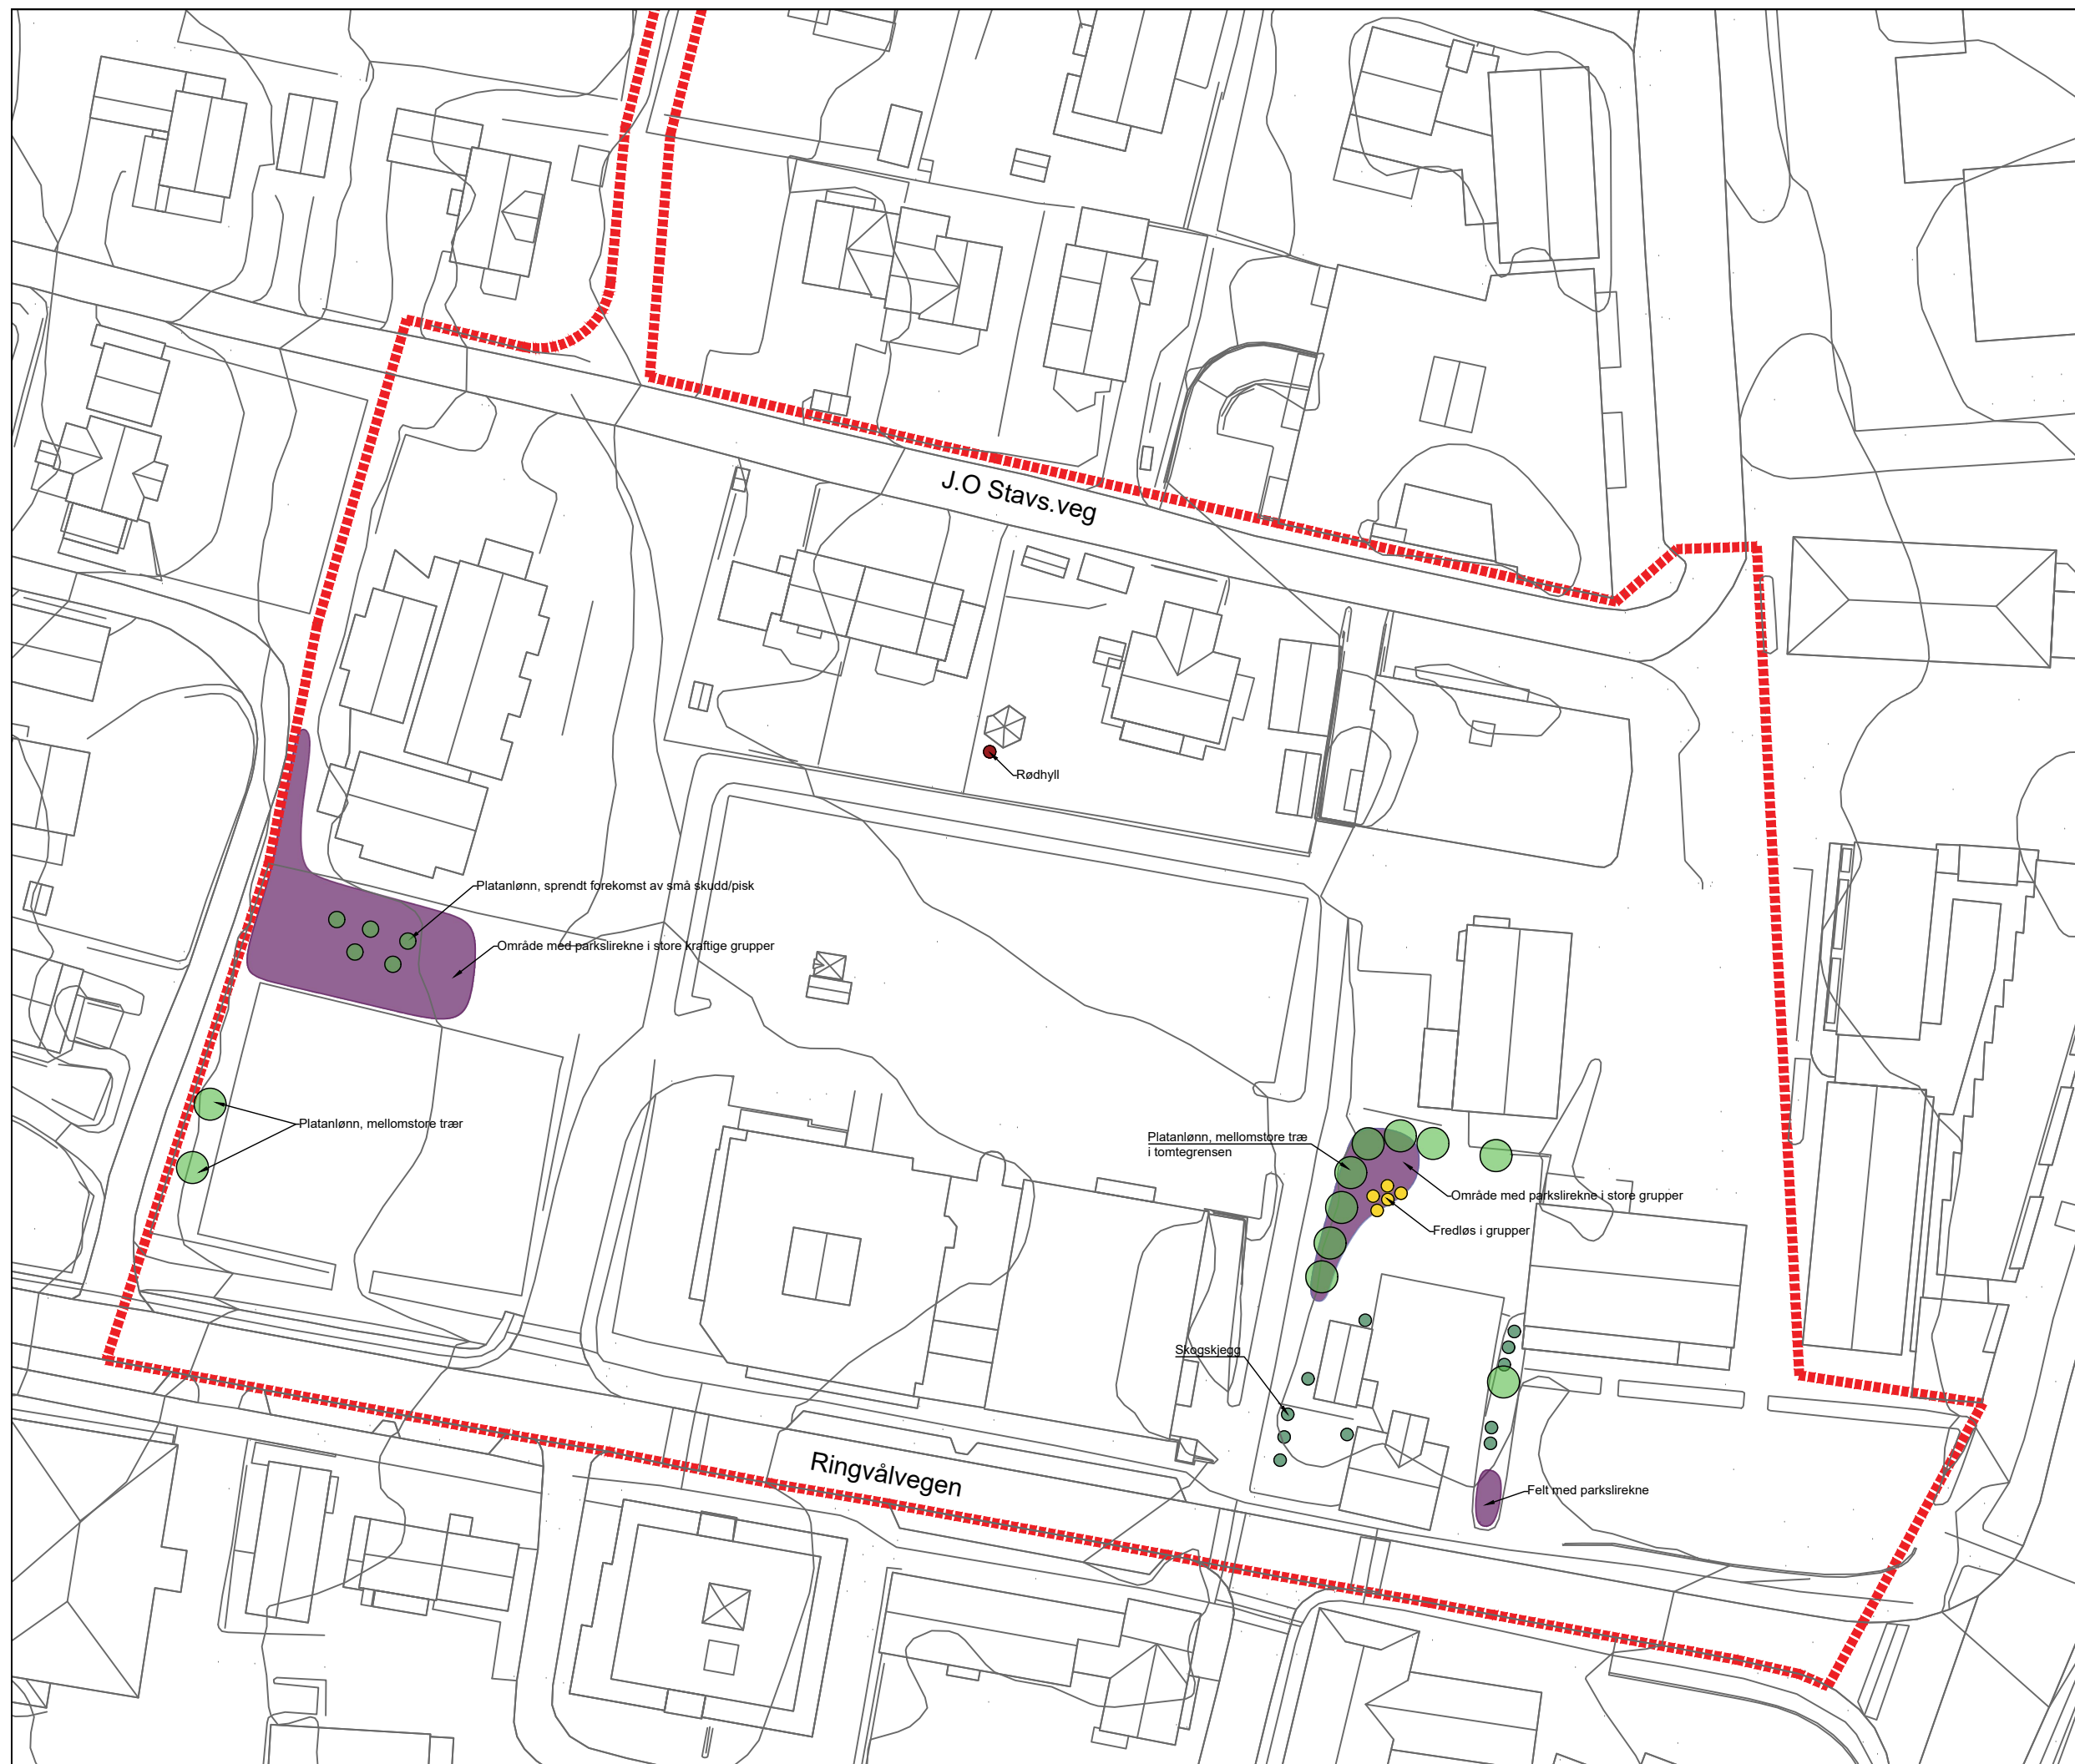 J.O Stavs.veg
Rødhyll
Platanlønn, sprendt forekomst av små skudd/pisk
Område med parkslirekne i store kraftige grupper
Platanlønn, mellomstore trær
Platanlønn, mellomstore træ
i tomtegrensen
Område med parkslirekne i store grupper
Fredløs i grupper
Skogskjegg
Ringvålvegen
Felt med parkslirekne